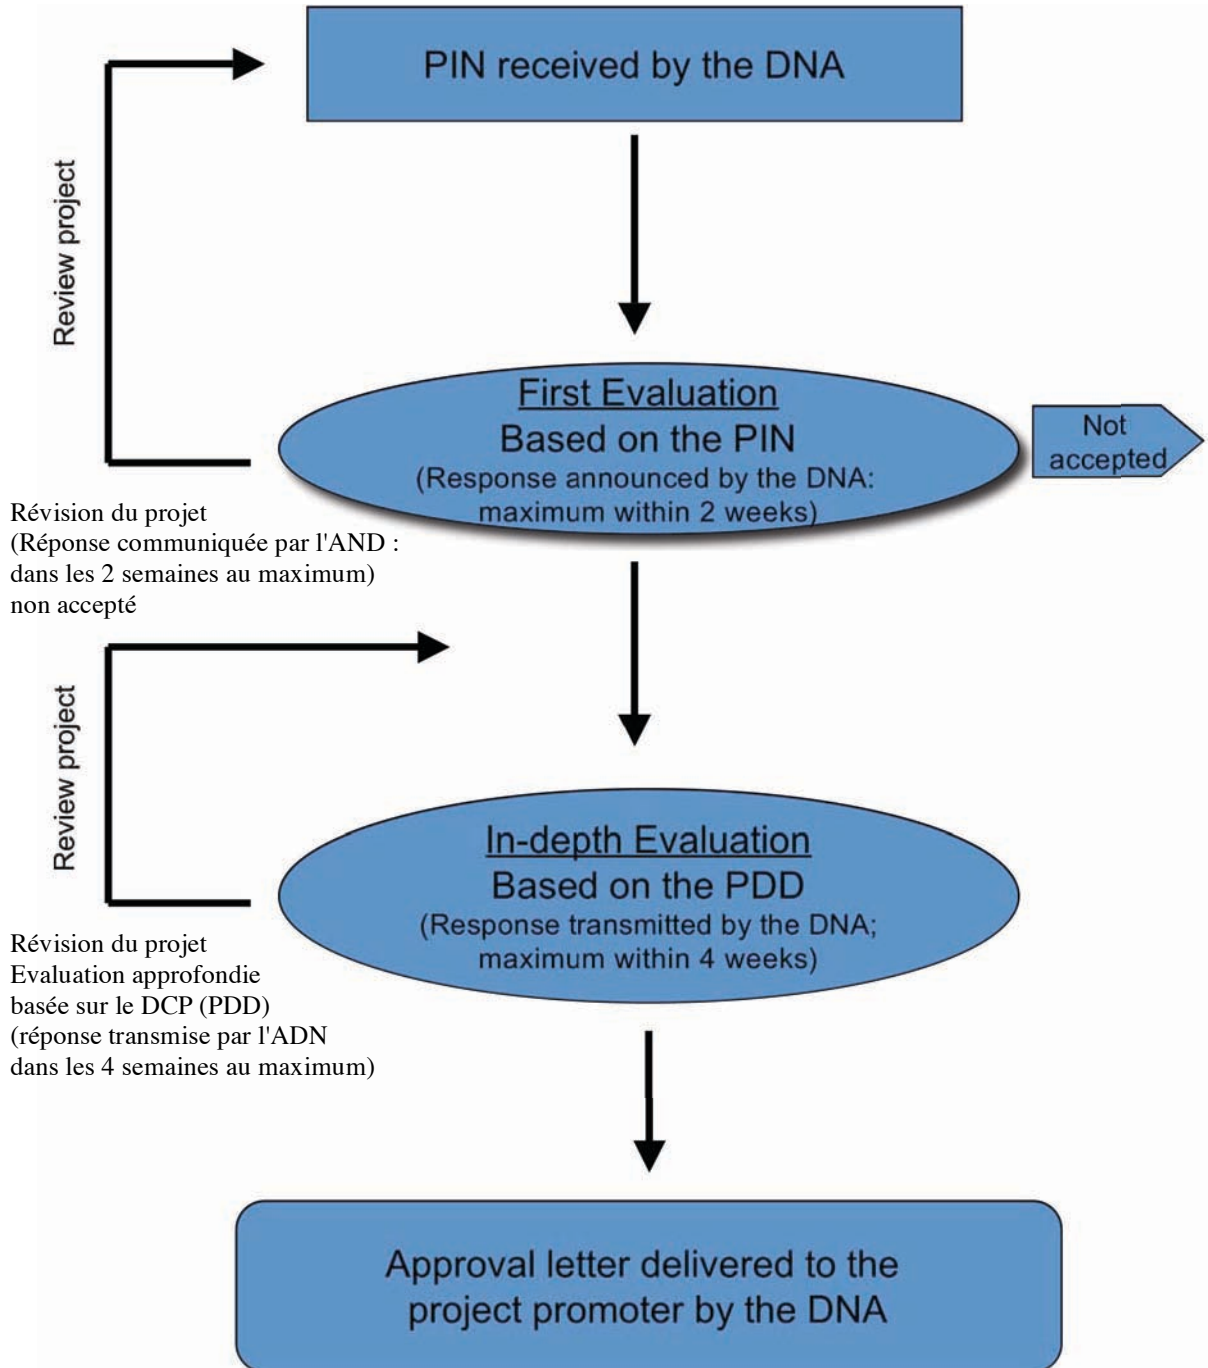 PIN received by the DNA
Review project
First Evaluation
Based on the PIN
(Response announced by the DNA:
maximum within 2 weeks)
Not
accepted
Révision du projet
(Réponse communiquée par l'AND :
dans les 2 semaines au maximum)
non accepté
Review project
In-depth Evaluation
Based on the PDD
(Response transmitted by the DNA;
maximum within 4 weeks)
Révision du projet
Evaluation approfondie
basée sur le DCP (PDD)
(réponse transmise par l'ADN
dans les 4 semaines au maximum)
Approval letter delivered to the
project promoter by the DNA